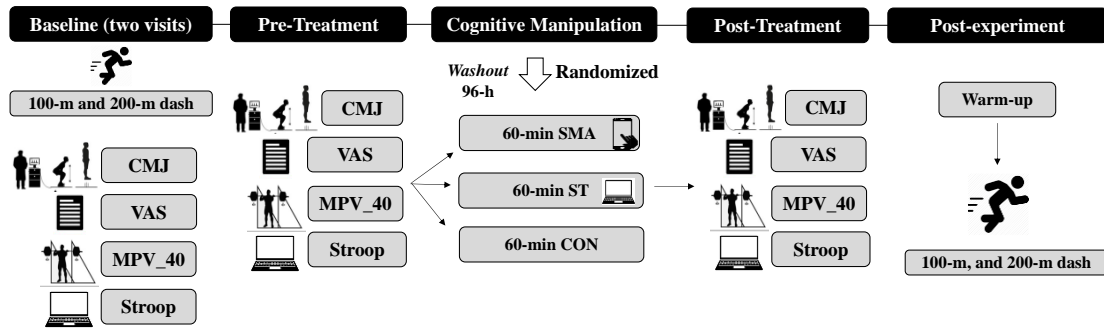 Baseline (two visits)
Pre-Treatment
Cognitive Manipulation
Post-Treatment
Post-experiment
100-m and 200-m dash
CMJ
VAS
MPV_40
Stroop
CMJ
VAS
MPV_40
Stroop
Washout
96-h
Randomized
60-min SMA
60-min ST
60-min CON
CMJ
VAS
MPV_40
Stroop
Warm-up
100-m, and 200-m dash